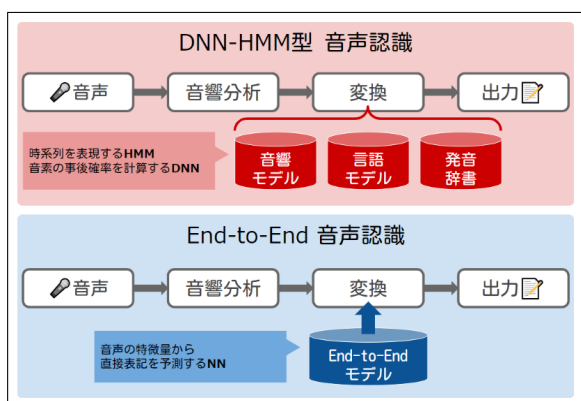 DNN-HMM型 音声認識
🎤音声
音響分析
変換
出力📝
時系列を表現するHMM
音素の事後確率を計算するDNN
音響
モデル
言語
モデル
発音
辞書
End-to-End 音声認識
🎤音声
音響分析
変換
出力📝
音声の特徴量から
直接表記を予測するNN
End-to-End
モデル